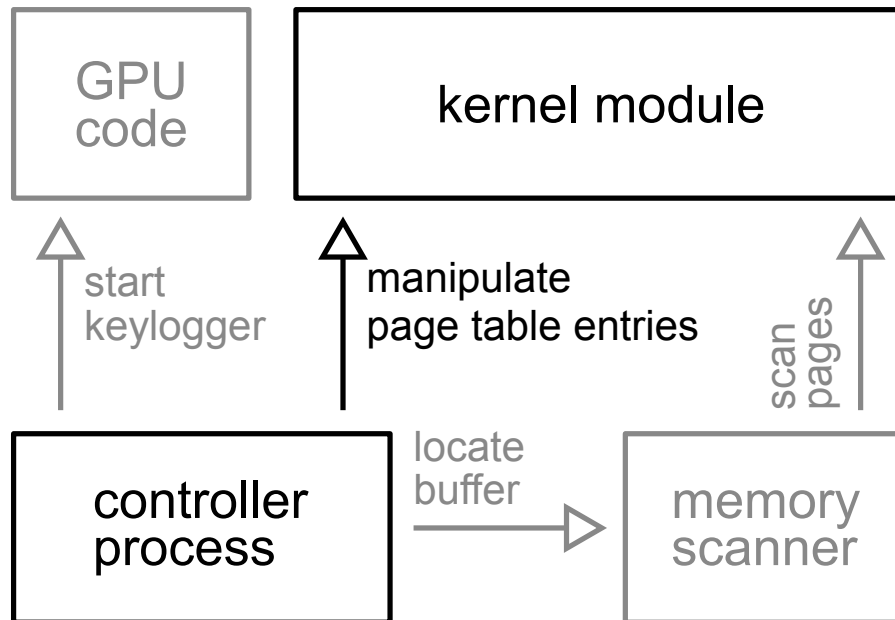 GPU
code
kernel module
start
keylogger
manipulate
page table entries
scan
pages
controller
process
locate
buffer
memory
scanner